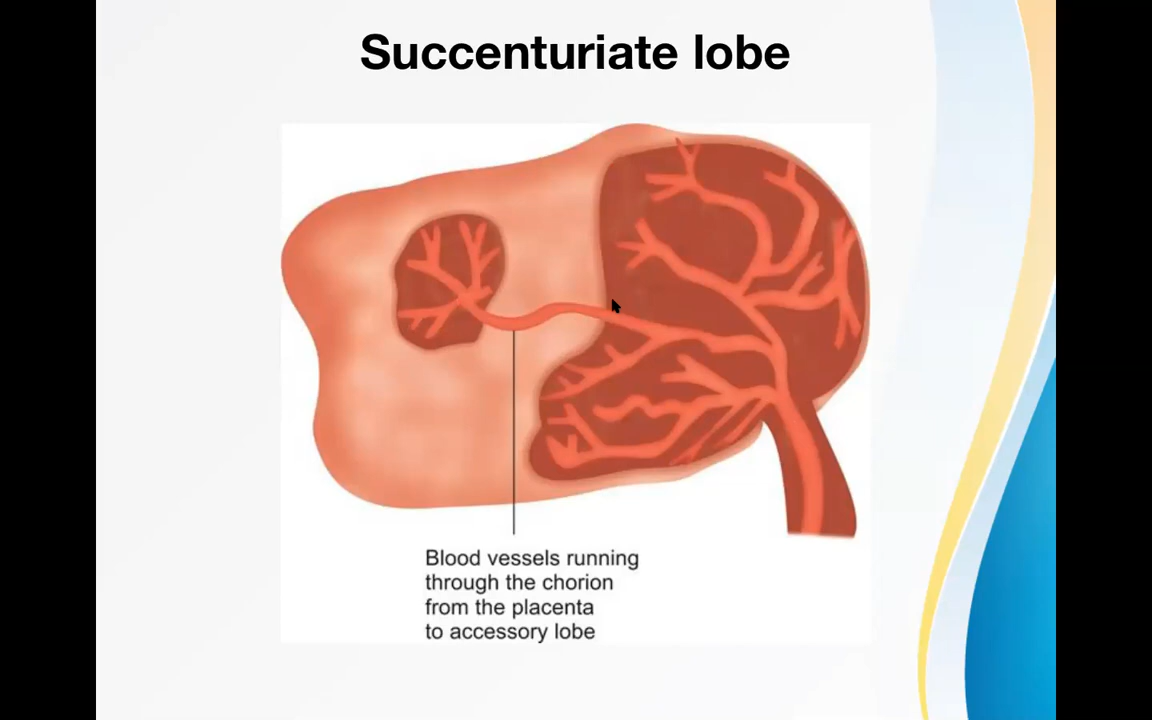 Succenturiate lobe
Blood vessels running
through the chorion
from the placenta
to accessory lobe